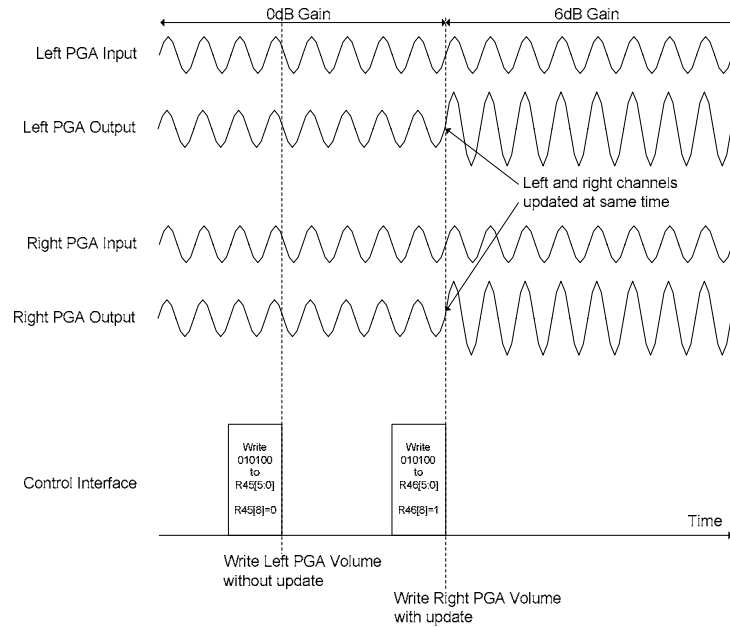 0dB Gain
6dB Gain
Left PGA Input
Left PGA Output
Left and right channels
updated at same time
Right PGA Input
Right PGA Output
Write
010100
to
R45[5:0]
R45[8]=0
Write
010100
to
R46[5:0]
R46[8]=1
Control Interface
Time
Write Left PGA Volume
without update
Write Right PGA Volume
with update